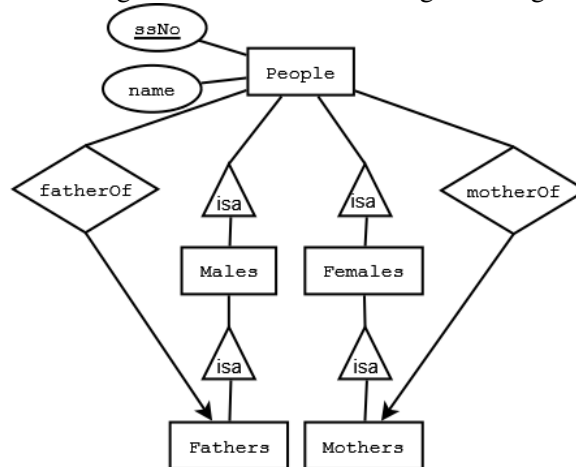 ssNo
People
name
fatherOf
motherOf
isa
isa
Males
Females
isa
isa
Fathers
Mothers